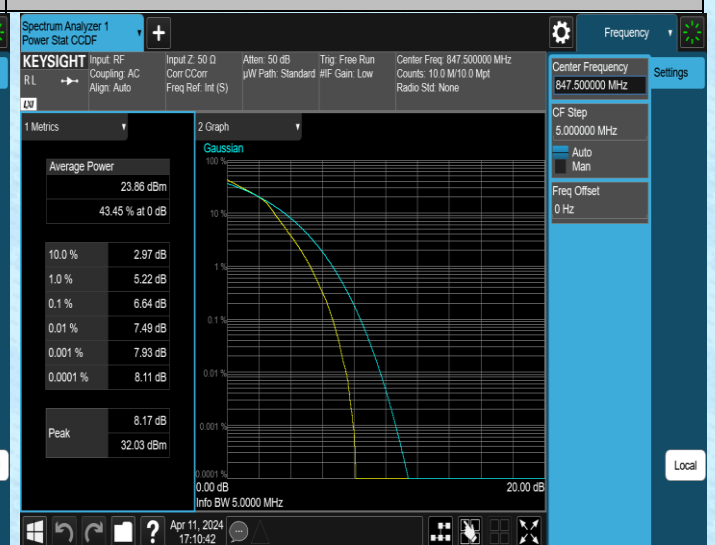 Spectrum Analyzer 1
Power Stat CCDF
+
Frequency
KEYSIGHT
RL
LXI
Input: RF
Coupling: AC
Align: Auto
Input Z: 50 Ω
Corr CCorr
Freq Ref: Int (S)
Atten: 50 dB
µW Path: Standard
Trig: Free Run
#IF Gain: Low
Center Freq: 847.500000 MHz
Counts: 10.0 M/10.0 Mpt
Radio Std: None
Center Frequency
847.500000 MHz
Settings
CF Step
5.000000 MHz
Auto
Man
Freq Offset
0 Hz
1 Metrics
Average Power
23.86 dBm
43.45 % at 0 dB
10.0 % 2.97 dB
1.0 % 5.22 dB
0.1 % 6.64 dB
0.01 % 7.49 dB
0.001 % 7.93 dB
0.0001 % 8.11 dB
Peak
8.17 dB
32.03 dBm
2 Graph
Gaussian
100 %
10 %
1 %
0.1 %
0.01 %
0.001 %
0.0001 %
0.00 dB 20.00 dB
Info BW 5.0000 MHz
Local
?
Apr 11, 2024
17:10:42